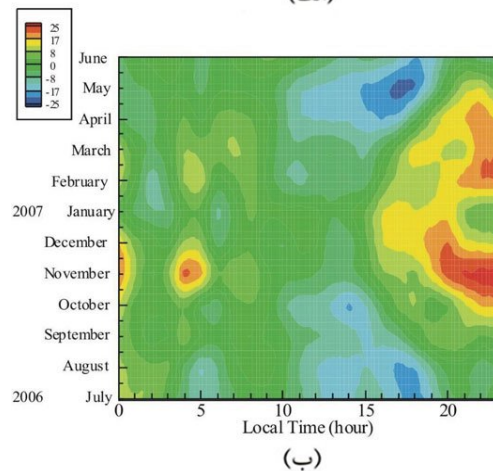 25
17
8
0
-8
-17
-25
June
May
April
March
February
2007 January
December
November
October
September
August
2006 July
0 5 10 15 20
Local Time (hour)
(ب)